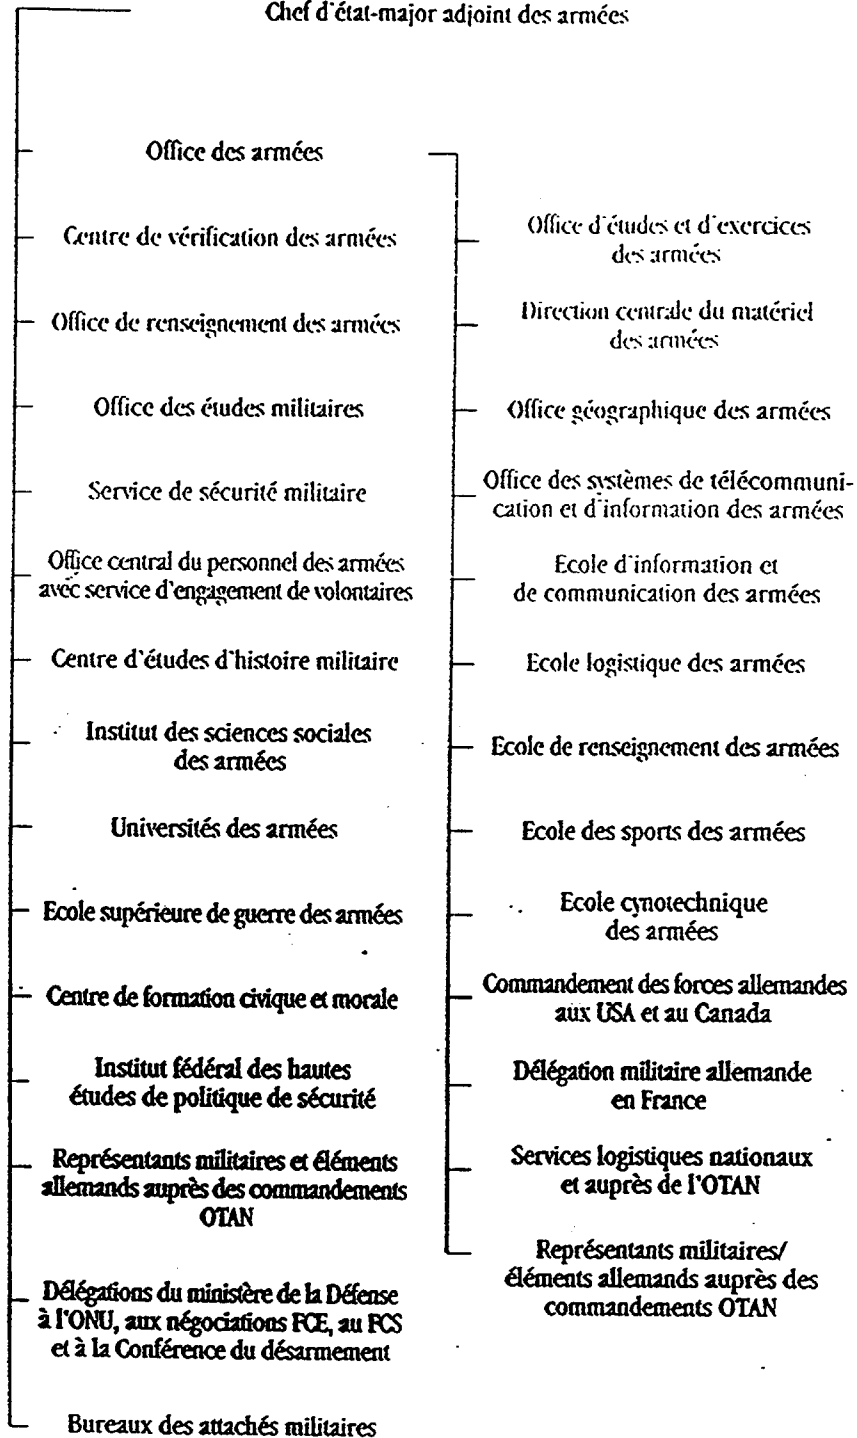 Chef d'état-major adjoint des armées
Office des armées
Centre de vérification des armées
Office de renseignement des armées
Office des études militaires
Service de sécurité militaire
Office central du personnel des armées
avec service d'engagement de volontaires
Centre d'études d'histoire militaire
Institut des sciences sociales
des armées
Universités des armées
Ecole supérieure de guerre des armées
Centre de formation civique et morale
Institut fédéral des hautes
études de politique de sécurité
Représentants militaires et éléments
allemands auprès des commandements
OTAN
Délégations du ministère de la Défense
à l'ONU, aux négociations FCE, au FCS
et à la Conférence du désarmement
Bureaux des attachés militaires
Office d'études et d'exercices
des armées
Direction centrale du matériel
des armées
Office géographique des armées
Office des systèmes de télécommuni-
cation et d'information des armées
Ecole d'information et
de communication des armées
Ecole logistique des armées
Ecole de renseignement des armées
Ecole des sports des armées
Ecole cynotechnique
des armées
Commandement des forces allemandes
aux USA et au Canada
Délégation militaire allemande
en France
Services logistiques nationaux
et auprès de l'OTAN
Représentants militaires/
éléments allemands auprès des
commandements OTAN